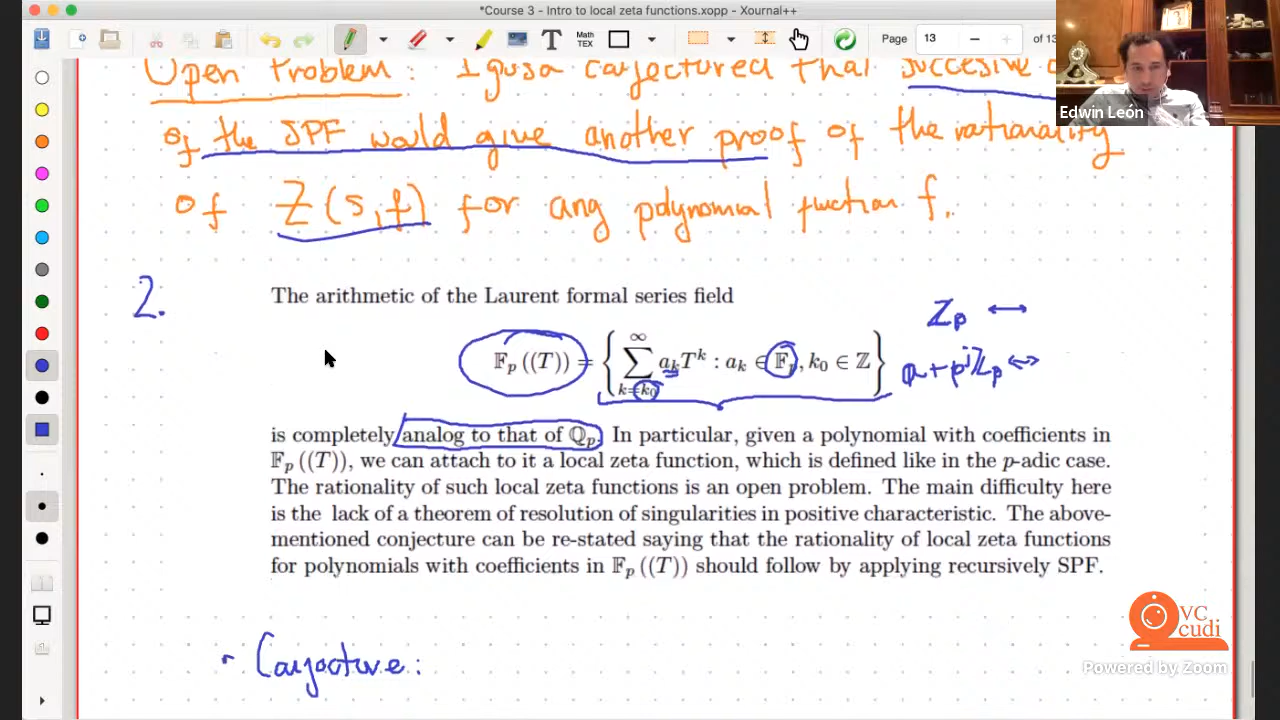 *Course 3 - Intro to local zeta functions.xopp - Xournal++
Page 13 of 13
Edwin León
Open Problem: Igusa conjectured that succesive
of the SPF would give another proof of the rationality
of Z(s,f) for any polynomial function f.
2. The arithmetic of the Laurent formal series field
𝔽ₚ((T)) = { ∑_{k=k₀}^{∞} aₖTᵏ : aₖ ∈ 𝔽ₚ, k₀ ∈ ℤ }
ℤₚ ↔
a + pʲℤₚ ↔
is completely analog to that of ℚₚ. In particular, given a polynomial with coefficients in
𝔽ₚ((T)), we can attach to it a local zeta function, which is defined like in the p-adic case.
The rationality of such local zeta functions is an open problem. The main difficulty here
is the lack of a theorem of resolution of singularities in positive characteristic. The above-
mentioned conjecture can be re-stated saying that the rationality of local zeta functions
for polynomials with coefficients in 𝔽ₚ((T)) should follow by applying recursively SPF.
Conjecture:
VC
cudi
Powered by Zoom